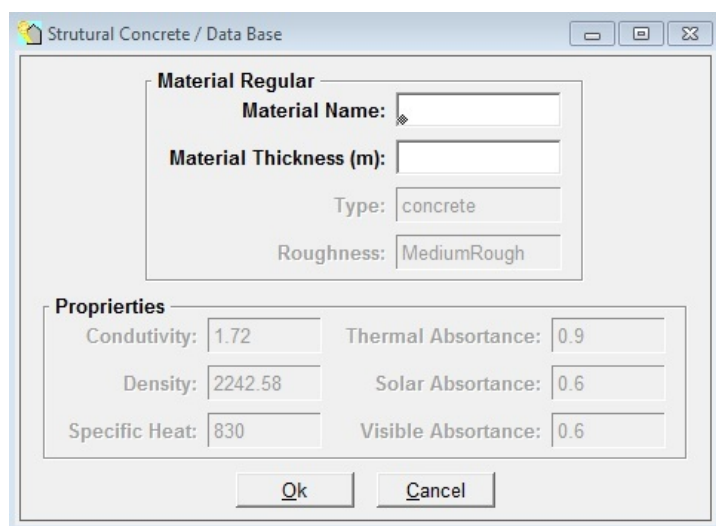 Strutural Concrete / Data Base
Material Regular
Material Name:
Material Thickness (m):
Type: concrete
Roughness: MediumRough
Proprierties
Condutivity: 1.72 Thermal Absortance: 0.9
Density: 2242.58 Solar Absortance: 0.6
Specific Heat: 830 Visible Absortance: 0.6
Ok Cancel